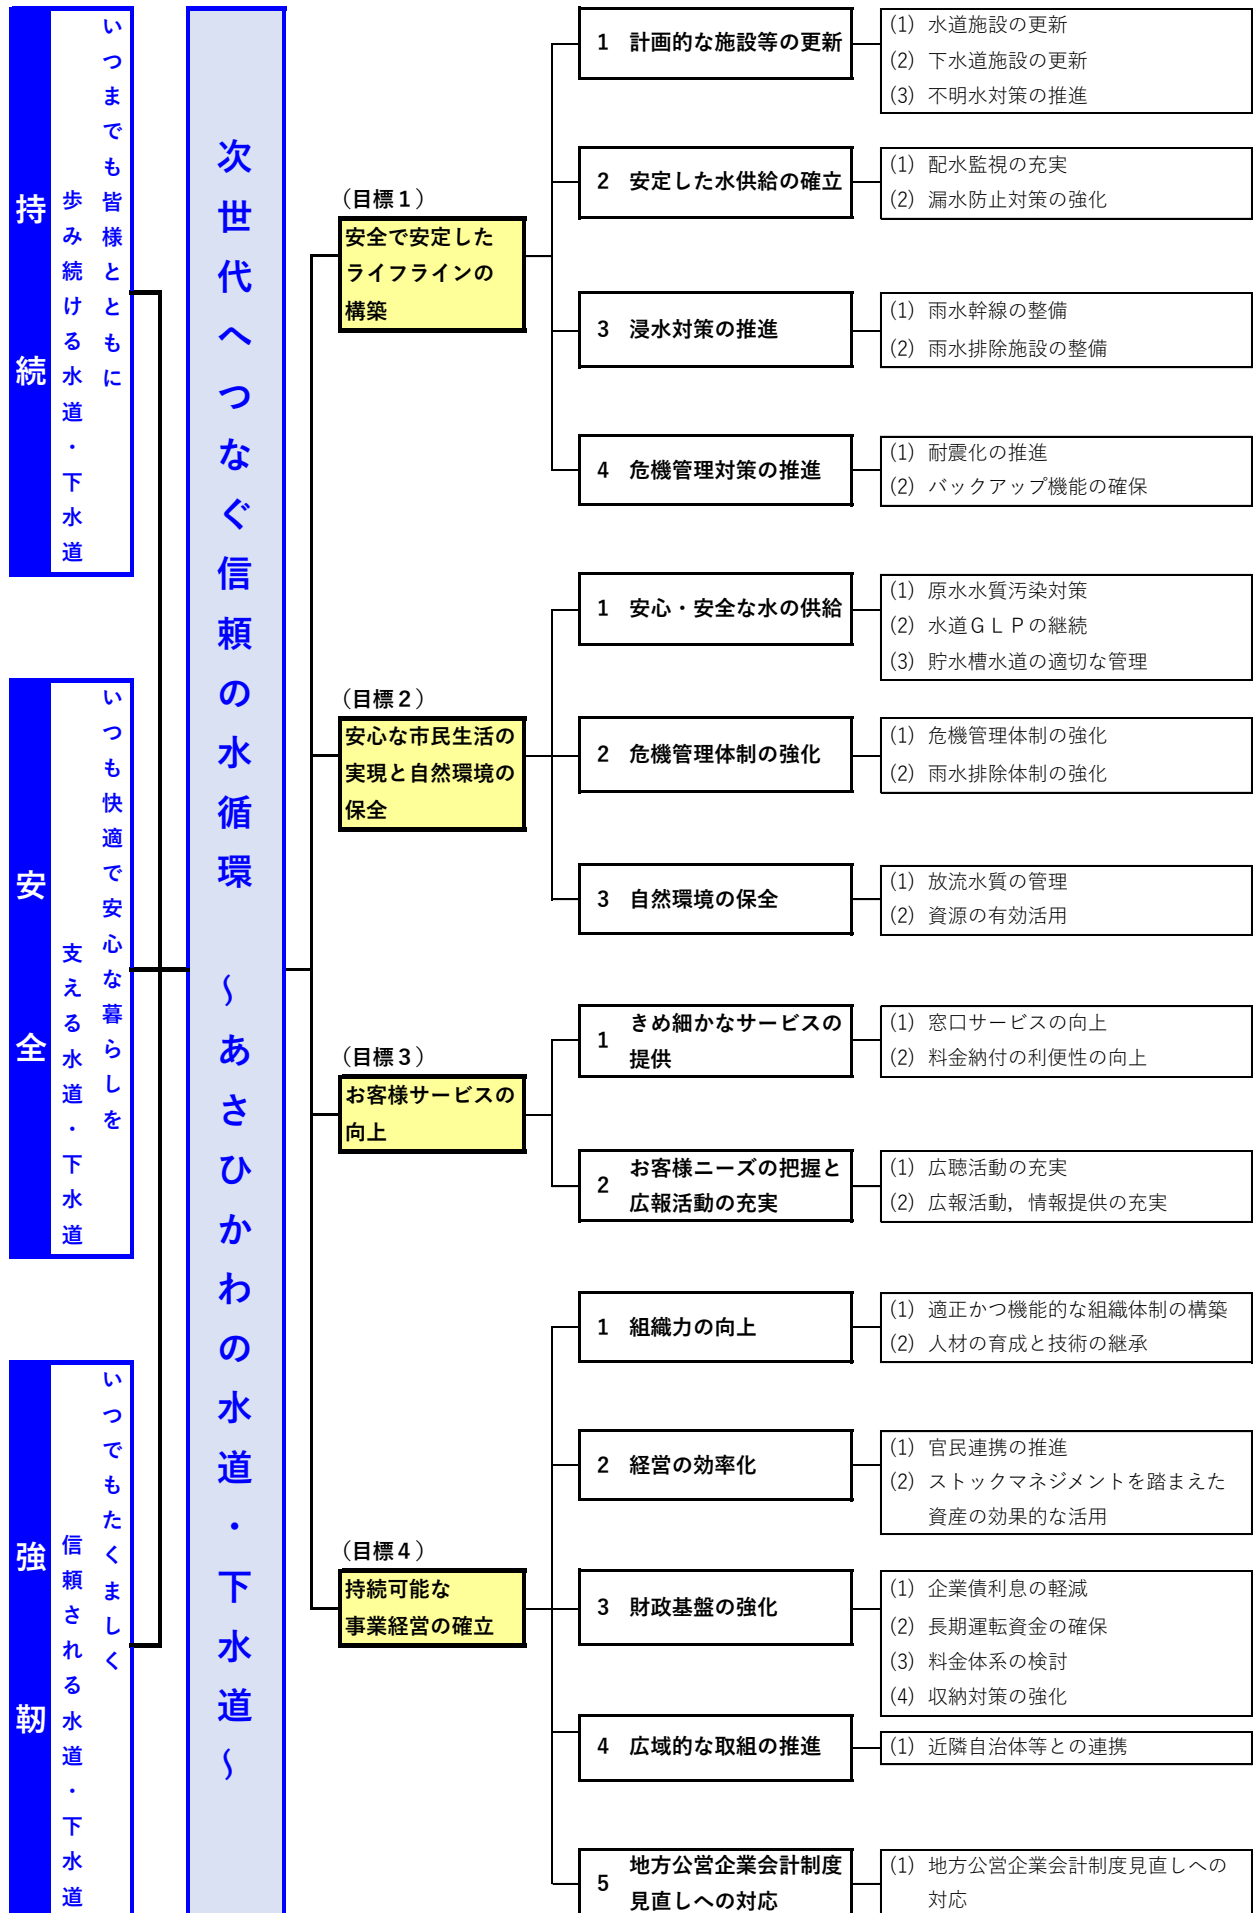 持続
いつまでも皆様とともに
歩み続ける水道・下水道
安全
いつも快適で安心な暮らしを
支える水道・下水道
強靭
いつでもたくましく
信頼される水道・下水道
次世代へつなぐ信頼の水循環 ～あさひかわの水道・下水道～
（目標１）
安全で安定した
ライフラインの
構築
1 計画的な施設等の更新
(1) 水道施設の更新
(2) 下水道施設の更新
(3) 不明水対策の推進
2 安定した水供給の確立
(1) 配水監視の充実
(2) 漏水防止対策の強化
3 浸水対策の推進
(1) 雨水幹線の整備
(2) 雨水排除施設の整備
4 危機管理対策の推進
(1) 耐震化の推進
(2) バックアップ機能の確保
（目標２）
安心な市民生活の
実現と自然環境の
保全
1 安心・安全な水の供給
(1) 原水水質汚染対策
(2) 水道ＧＬＰの継続
(3) 貯水槽水道の適切な管理
2 危機管理体制の強化
(1) 危機管理体制の強化
(2) 雨水排除体制の強化
3 自然環境の保全
(1) 放流水質の管理
(2) 資源の有効活用
（目標３）
お客様サービスの
向上
1 きめ細かなサービスの
提供
(1) 窓口サービスの向上
(2) 料金納付の利便性の向上
2 お客様ニーズの把握と
広報活動の充実
(1) 広聴活動の充実
(2) 広報活動，情報提供の充実
（目標４）
持続可能な
事業経営の確立
1 組織力の向上
(1) 適正かつ機能的な組織体制の構築
(2) 人材の育成と技術の継承
2 経営の効率化
(1) 官民連携の推進
(2) ストックマネジメントを踏まえた
資産の効果的な活用
3 財政基盤の強化
(1) 企業債利息の軽減
(2) 長期運転資金の確保
(3) 料金体系の検討
(4) 収納対策の強化
4 広域的な取組の推進
(1) 近隣自治体等との連携
5 地方公営企業会計制度
見直しへの対応
(1) 地方公営企業会計制度見直しへの
対応